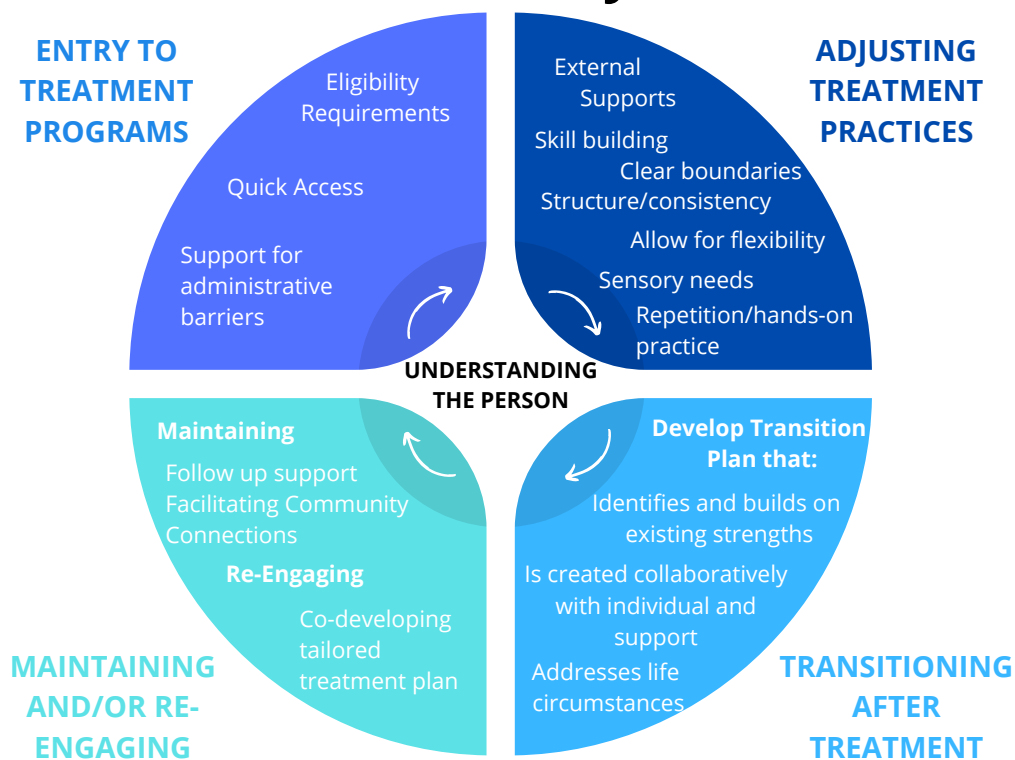 ENTRY TO
TREATMENT
PROGRAMS
Eligibility
Requirements
Quick Access
Support for
administrative
barriers
ADJUSTING
TREATMENT
PRACTICES
External
Supports
Skill building
Clear boundaries
Structure/consistency
Allow for flexibility
Sensory needs
Repetition/hands-on
practice
UNDERSTANDING
THE PERSON
Maintaining
Follow up support
Facilitating Community
Connections
Re-Engaging
Co-developing
tailored
treatment plan
MAINTAINING
AND/OR RE-
ENGAGING
Develop Transition
Plan that:
Identifies and builds on
existing strengths
Is created collaboratively
with individual and
support
Addresses life
circumstances
TRANSITIONING
AFTER
TREATMENT